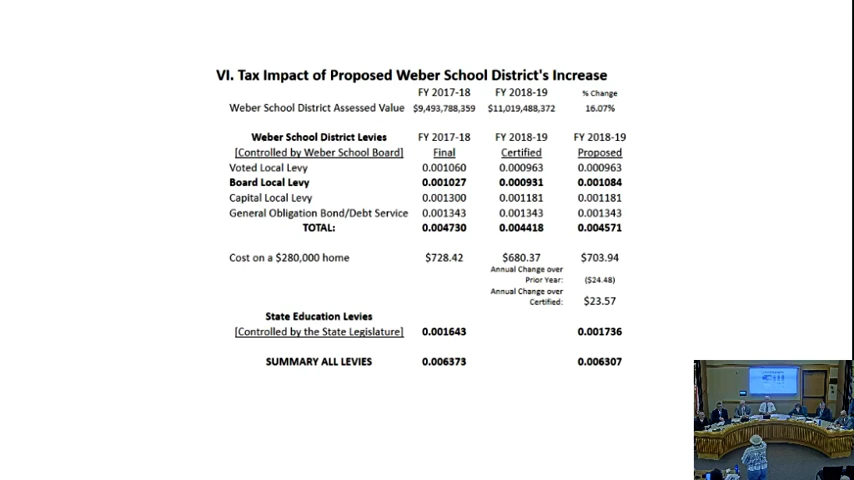 VI. Tax Impact of Proposed Weber School District's Increase
FY 2017-18 FY 2018-19 % Change
Weber School District Assessed Value $9,493,788,359 $11,019,488,372 16.07%
Weber School District Levies FY 2017-18 FY 2018-19 FY 2018-19
[Controlled by Weber School Board] Final Certified Proposed
Voted Local Levy 0.001060 0.000963 0.000963
Board Local Levy 0.001027 0.000931 0.001084
Capital Local Levy 0.001300 0.001181 0.001181
General Obligation Bond/Debt Service 0.001343 0.001343 0.001343
TOTAL: 0.004730 0.004418 0.004571
Cost on a $280,000 home $728.42 $680.37 $703.94
Annual Change over
Prior Year: ($24.48)
Annual Change over
Certified: $23.57
State Education Levies
[Controlled by the State Legislature] 0.001643 0.001736
SUMMARY ALL LEVIES 0.006373 0.006307